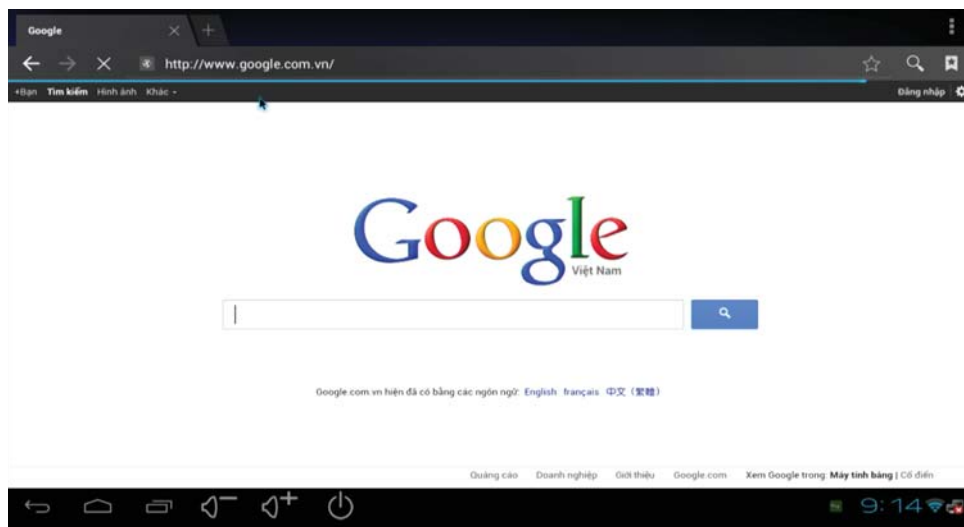 Google
http://www.google.com.vn/
+Bạn Tìm kiếm Hình ảnh Khác
Đăng nhập
Google
Việt Nam
Google.com.vn hiện đã có bằng các ngôn ngữ: English français 中文（繁體）
Quảng cáo Doanh nghiệp Giới thiệu Google.com Xem Google trong: Máy tính bảng | Cổ điển
9:14